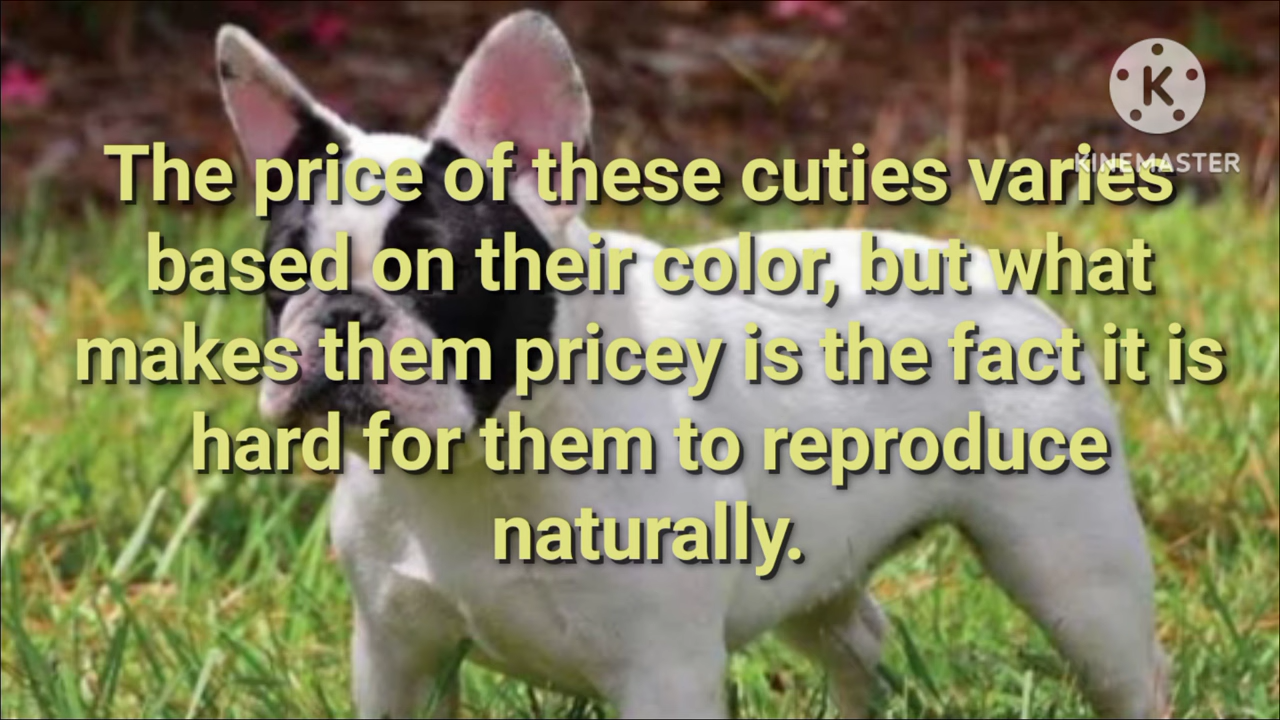 K
KINEMASTER
The price of these cuties varies
based on their color, but what
makes them pricey is the fact it is
hard for them to reproduce
naturally.